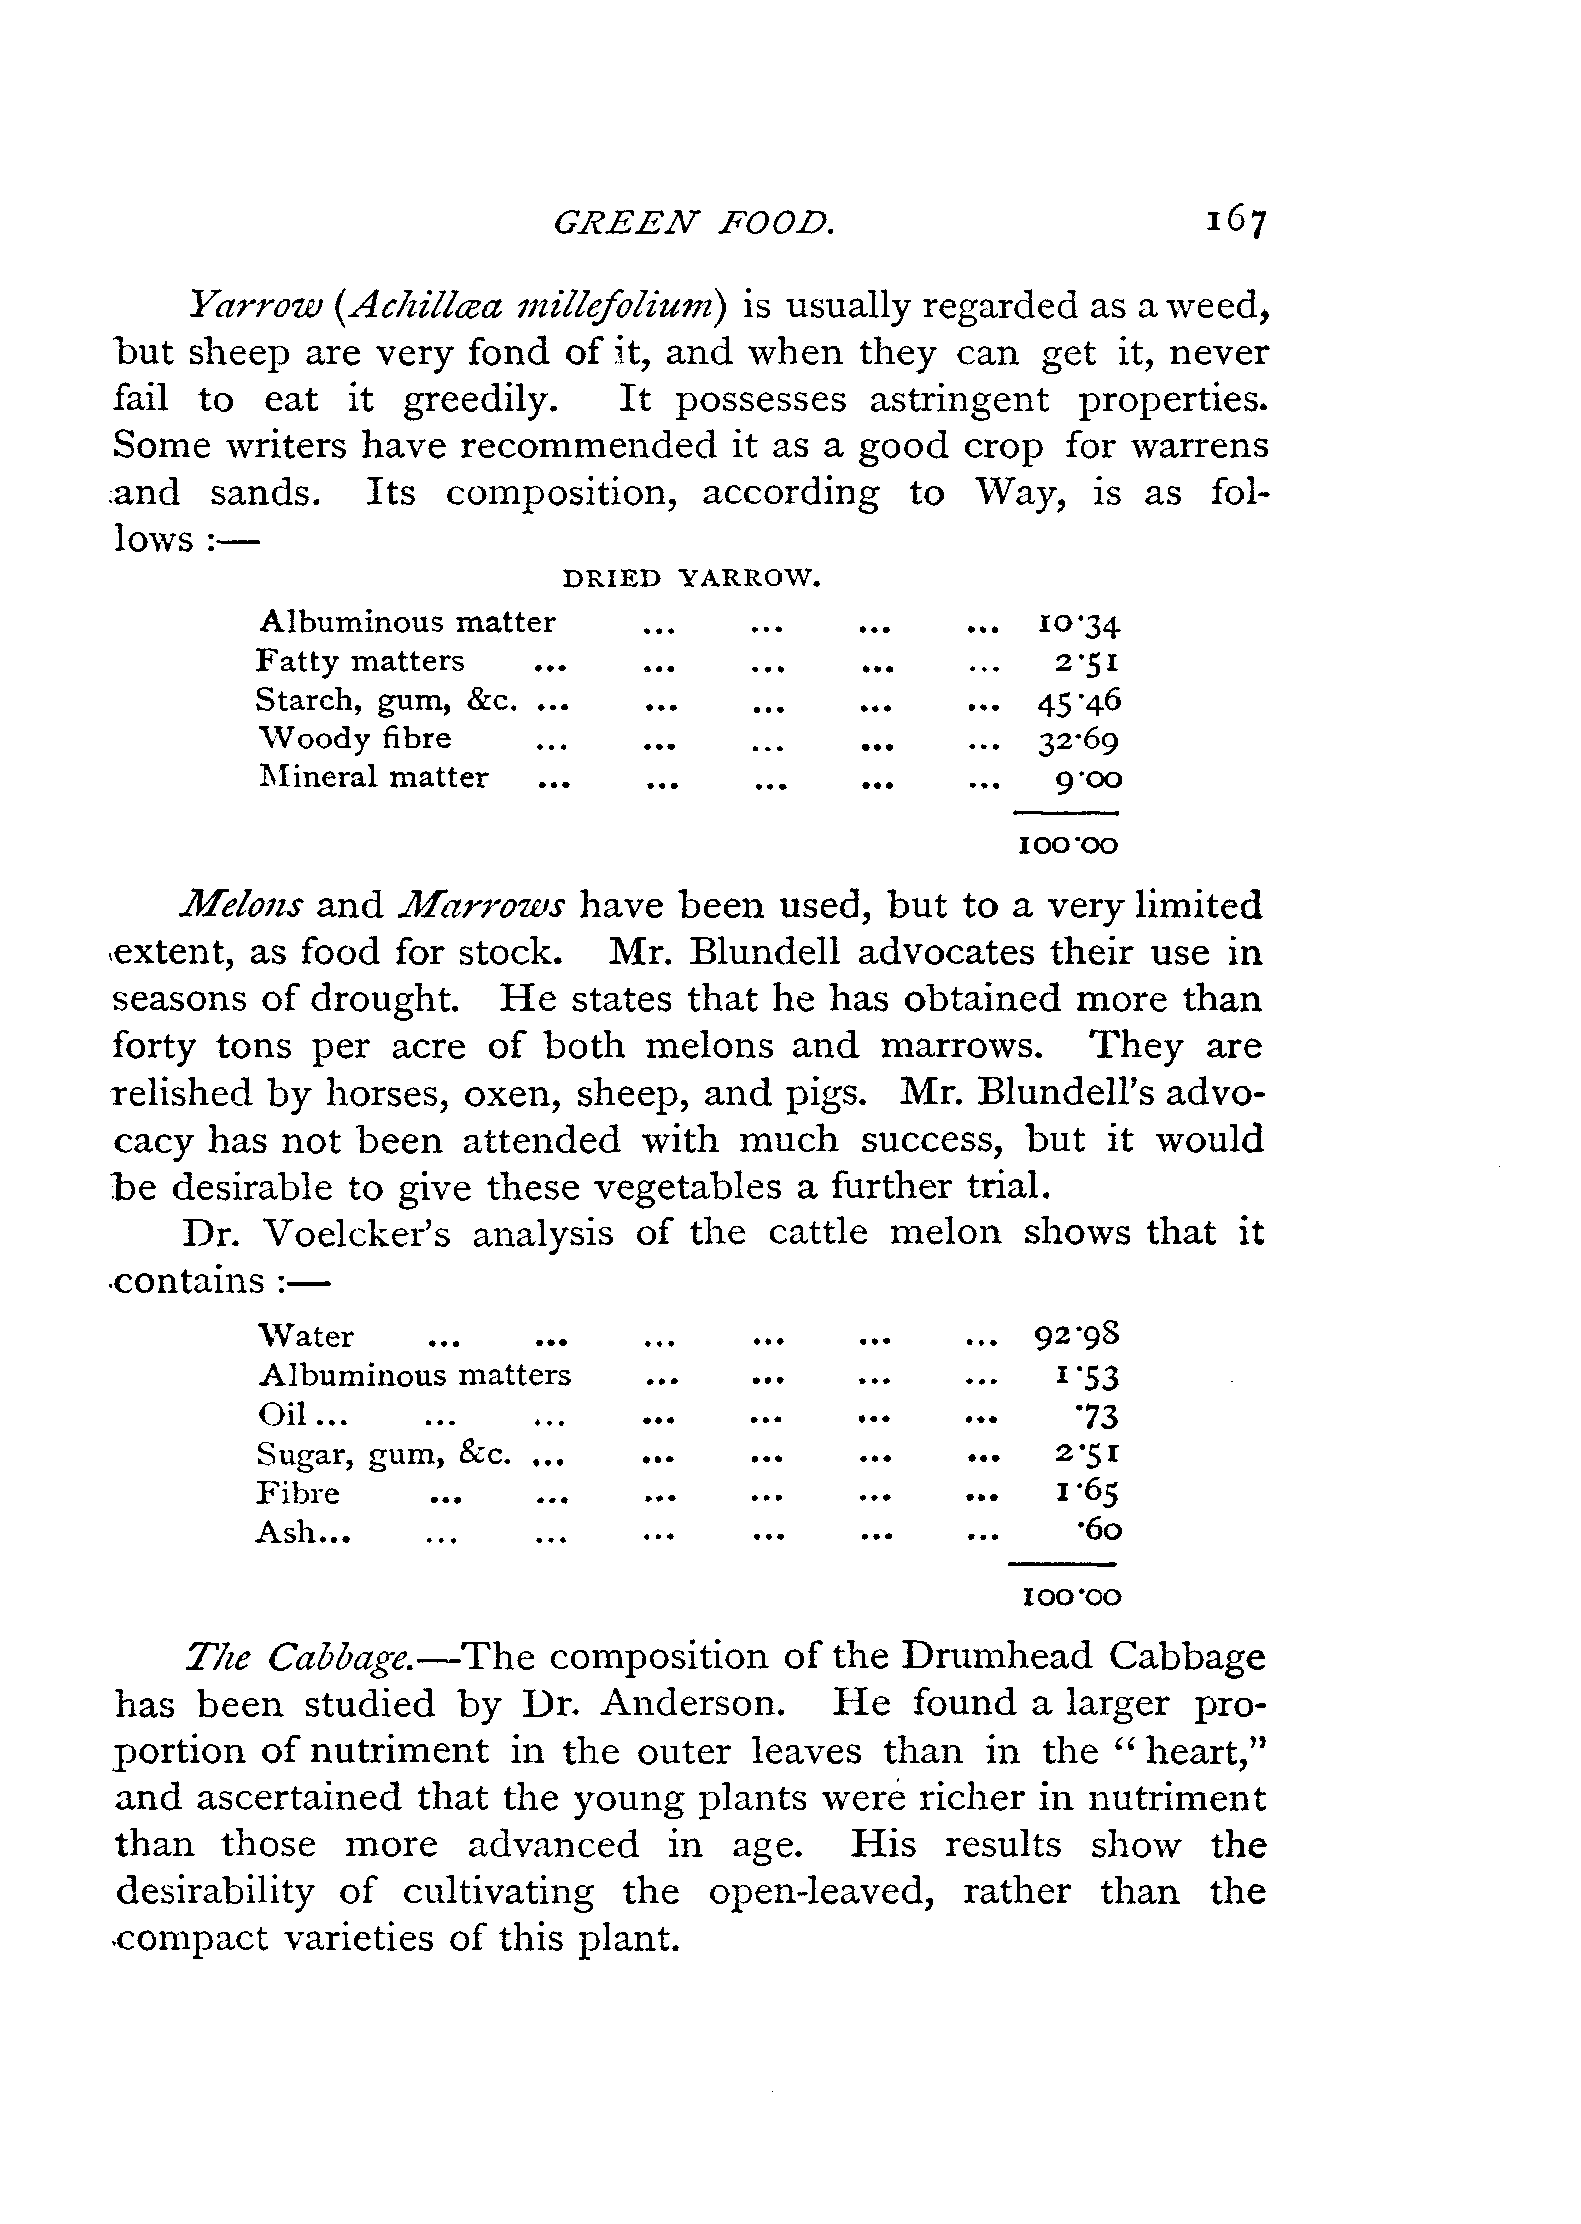 GREEN FOOD. 167
Yarrow (Achillœa millefolium) is usually regarded as a weed,
but sheep are very fond of it, and when they can get it, never
fail to eat it greedily. It possesses astringent properties.
Some writers have recommended it as a good crop for warrens
and sands. Its composition, according to Way, is as fol-
lows :—
DRIED YARROW.
Albuminous matter ... ... ... ... 10·34
Fatty matters ... ... ... ... ... 2·51
Starch, gum, &c. ... ... ... ... ... 45·46
Woody fibre ... ... ... ... ... 32·69
Mineral matter ... ... ... ... ... 9·00
100·00
Melons and Marrows have been used, but to a very limited
extent, as food for stock. Mr. Blundell advocates their use in
seasons of drought. He states that he has obtained more than
forty tons per acre of both melons and marrows. They are
relished by horses, oxen, sheep, and pigs. Mr. Blundell's advo-
cacy has not been attended with much success, but it would
be desirable to give these vegetables a further trial.
Dr. Voelcker's analysis of the cattle melon shows that it
contains :—
Water ... ... ... ... ... ... 92·98
Albuminous matters ... ... ... ... 1·53
Oil ... ... ... ... ... ... ... ·73
Sugar, gum, &c. ... ... ... ... ... 2·51
Fibre ... ... ... ... ... ... 1·65
Ash... ... ... ... ... ... ... ·60
100·00
The Cabbage.—The composition of the Drumhead Cabbage
has been studied by Dr. Anderson. He found a larger pro-
portion of nutriment in the outer leaves than in the "heart,"
and ascertained that the young plants were richer in nutriment
than those more advanced in age. His results show the
desirability of cultivating the open-leaved, rather than the
compact varieties of this plant.